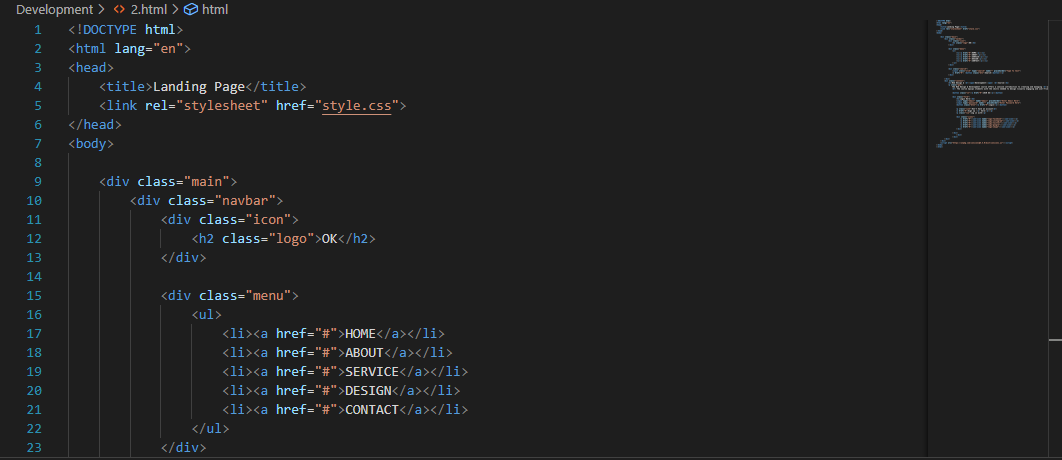 Development > 2.html > html
1 <!DOCTYPE html>
2 <html lang="en">
3 <head>
4 <title>Landing Page</title>
5 <link rel="stylesheet" href="style.css">
6 </head>
7 <body>
8
9 <div class="main">
10 <div class="navbar">
11 <div class="icon">
12 <h2 class="logo">OK</h2>
13 </div>
14
15 <div class="menu">
16 <ul>
17 <li><a href="#">HOME</a></li>
18 <li><a href="#">ABOUT</a></li>
19 <li><a href="#">SERVICE</a></li>
20 <li><a href="#">DESIGN</a></li>
21 <li><a href="#">CONTACT</a></li>
22 </ul>
23 </div>